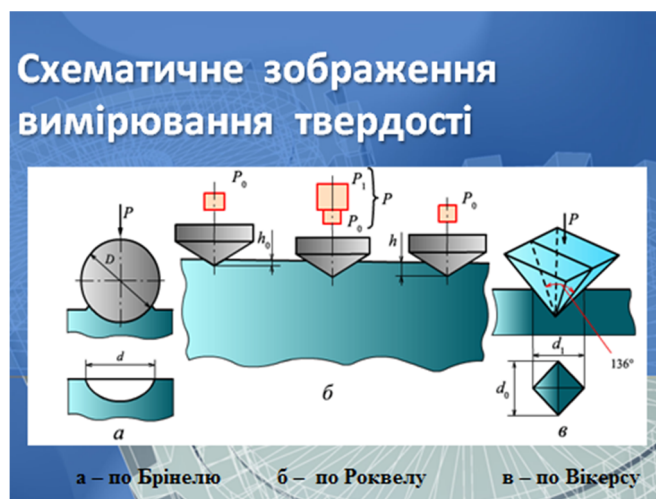 Схематичне зображення
вимірювання твердості
P₀
P₁
P
P₀
P₀
P
D
h₀
h
P
d
d₁
136°
d₀
а
б
в
а – по Брінелю б – по Роквелу в – по Вікерсу